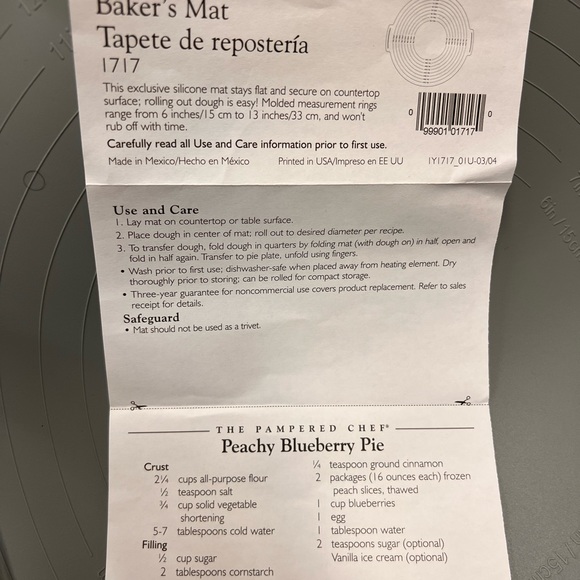 Baker's Mat
Tapete de repostería
1717
This exclusive silicone mat stays flat and secure on countertop
surface; rolling out dough is easy! Molded measurement rings
range from 6 inches/15 cm to 13 inches/33 cm, and won't
rub off with time.
0 99901 01717 0
Carefully read all Use and Care information prior to first use.
Made in Mexico/Hecho en México Printed in USA/Impreso en EE UU IY1717_01U-03/04
Use and Care
1. Lay mat on countertop or table surface.
2. Place dough in center of mat; roll out to desired diameter per recipe.
3. To transfer dough, fold dough in quarters by folding mat (with dough on) in half, open and
fold in half again. Transfer to pie plate, unfold using fingers.
• Wash prior to first use; dishwasher-safe when placed away from heating element. Dry
thoroughly prior to storing; can be rolled for compact storage.
• Three-year guarantee for noncommercial use covers product replacement. Refer to sales
receipt for details.
Safeguard
• Mat should not be used as a trivet.
THE PAMPERED CHEF®
Peachy Blueberry Pie
Crust
2¼ cups all-purpose flour
½ teaspoon salt
¾ cup solid vegetable
shortening
5-7 tablespoons cold water
Filling
½ cup sugar
2 tablespoons cornstarch
¼ teaspoon ground cinnamon
2 packages (16 ounces each) frozen
peach slices, thawed
1 cup blueberries
1 egg
1 tablespoon water
2 teaspoons sugar (optional)
Vanilla ice cream (optional)